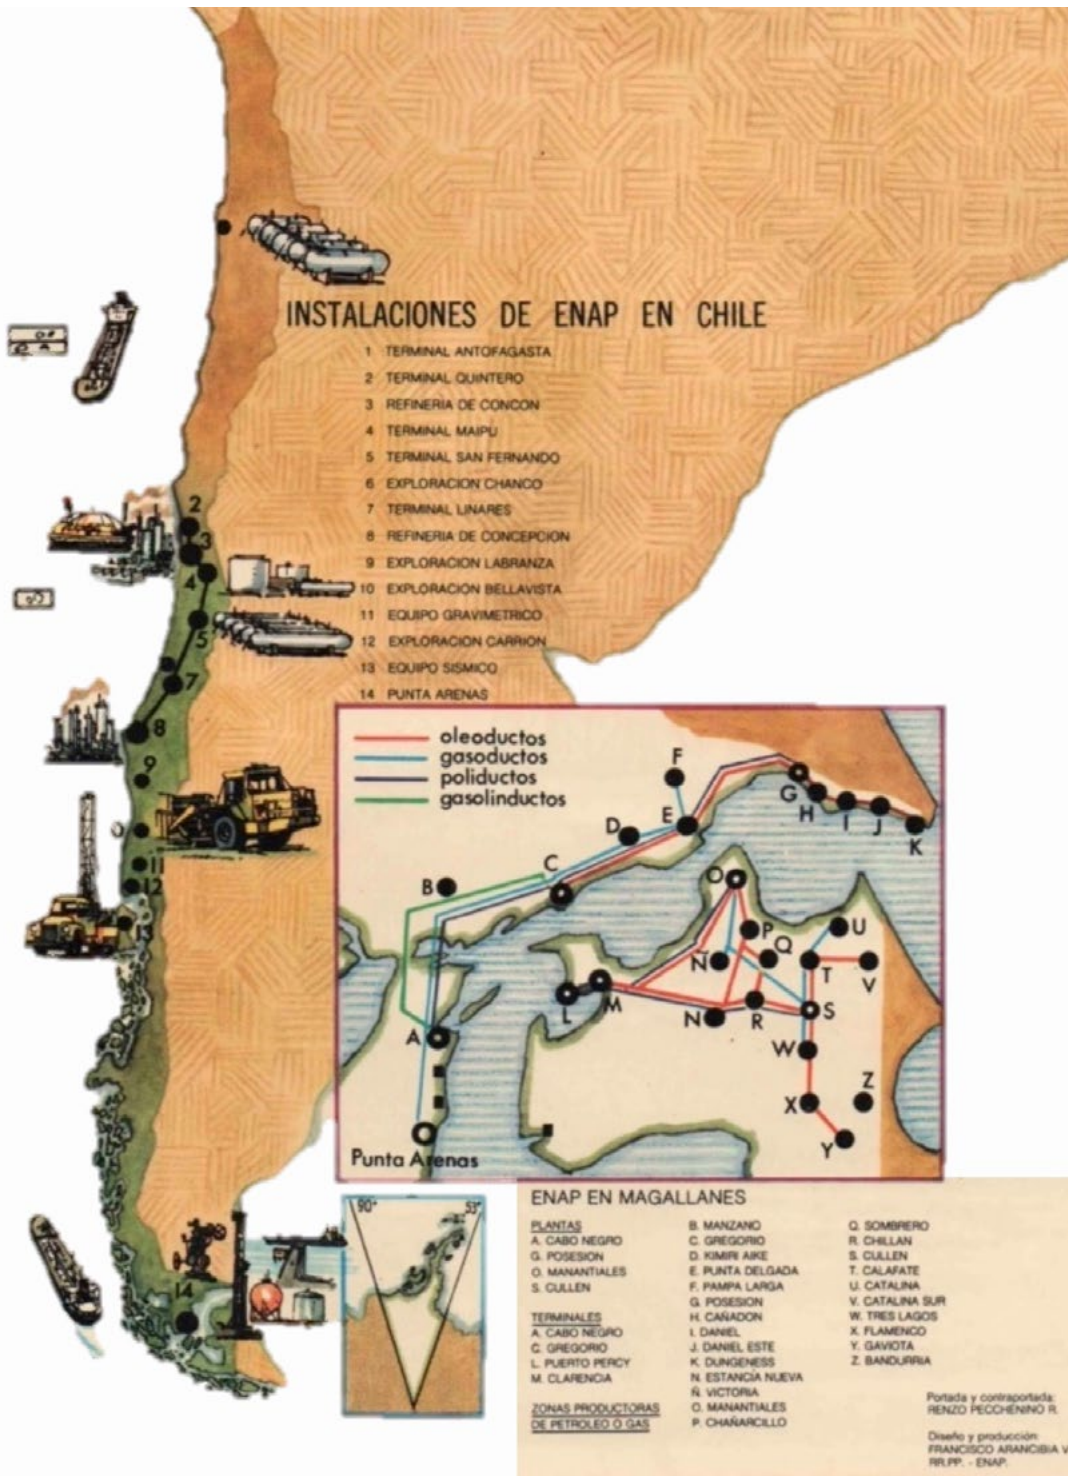 INSTALACIONES DE ENAP EN CHILE
1 TERMINAL ANTOFAGASTA
2 TERMINAL QUINTERO
3 REFINERIA DE CONCON
4 TERMINAL MAIPU
5 TERMINAL SAN FERNANDO
6 EXPLORACION CHANCO
7 TERMINAL LINARES
8 REFINERIA DE CONCEPCION
9 EXPLORACION LABRANZA
10 EXPLORACION BELLAVISTA
11 EQUIPO GRAVIMETRICO
12 EXPLORACION CARRION
13 EQUIPO SISMICO
14 PUNTA ARENAS
2
3
4
5
7
8
9
11
12
13
14
oleoductos
gasoductos
poliductos
gasolinductos
F
G
H
I
J
K
D
E
C
B
O
P
Q
U
Ñ
T
V
L
M
N
R
S
A
W
Z
X
Y
Punta Arenas
90°
53°
ENAP EN MAGALLANES
PLANTAS
A. CABO NEGRO
G. POSESION
O. MANANTIALES
S. CULLEN
TERMINALES
A. CABO NEGRO
C. GREGORIO
L. PUERTO PERCY
M. CLARENCIA
ZONAS PRODUCTORAS
DE PETROLEO O GAS
B. MANZANO
C. GREGORIO
D. KIMIRI AIKE
E. PUNTA DELGADA
F. PAMPA LARGA
G. POSESION
H. CAÑADON
I. DANIEL
J. DANIEL ESTE
K. DUNGENESS
N. ESTANCIA NUEVA
Ñ. VICTORIA
O. MANANTIALES
P. CHAÑARCILLO
Q. SOMBRERO
R. CHILLAN
S. CULLEN
T. CALAFATE
U. CATALINA
V. CATALINA SUR
W. TRES LAGOS
X. FLAMENCO
Y. GAVIOTA
Z. BANDURRIA
Portada y contraportada:
RENZO PECCHENINO R.
Diseño y producción:
FRANCISCO ARANCIBIA V
RR.PP. - ENAP.